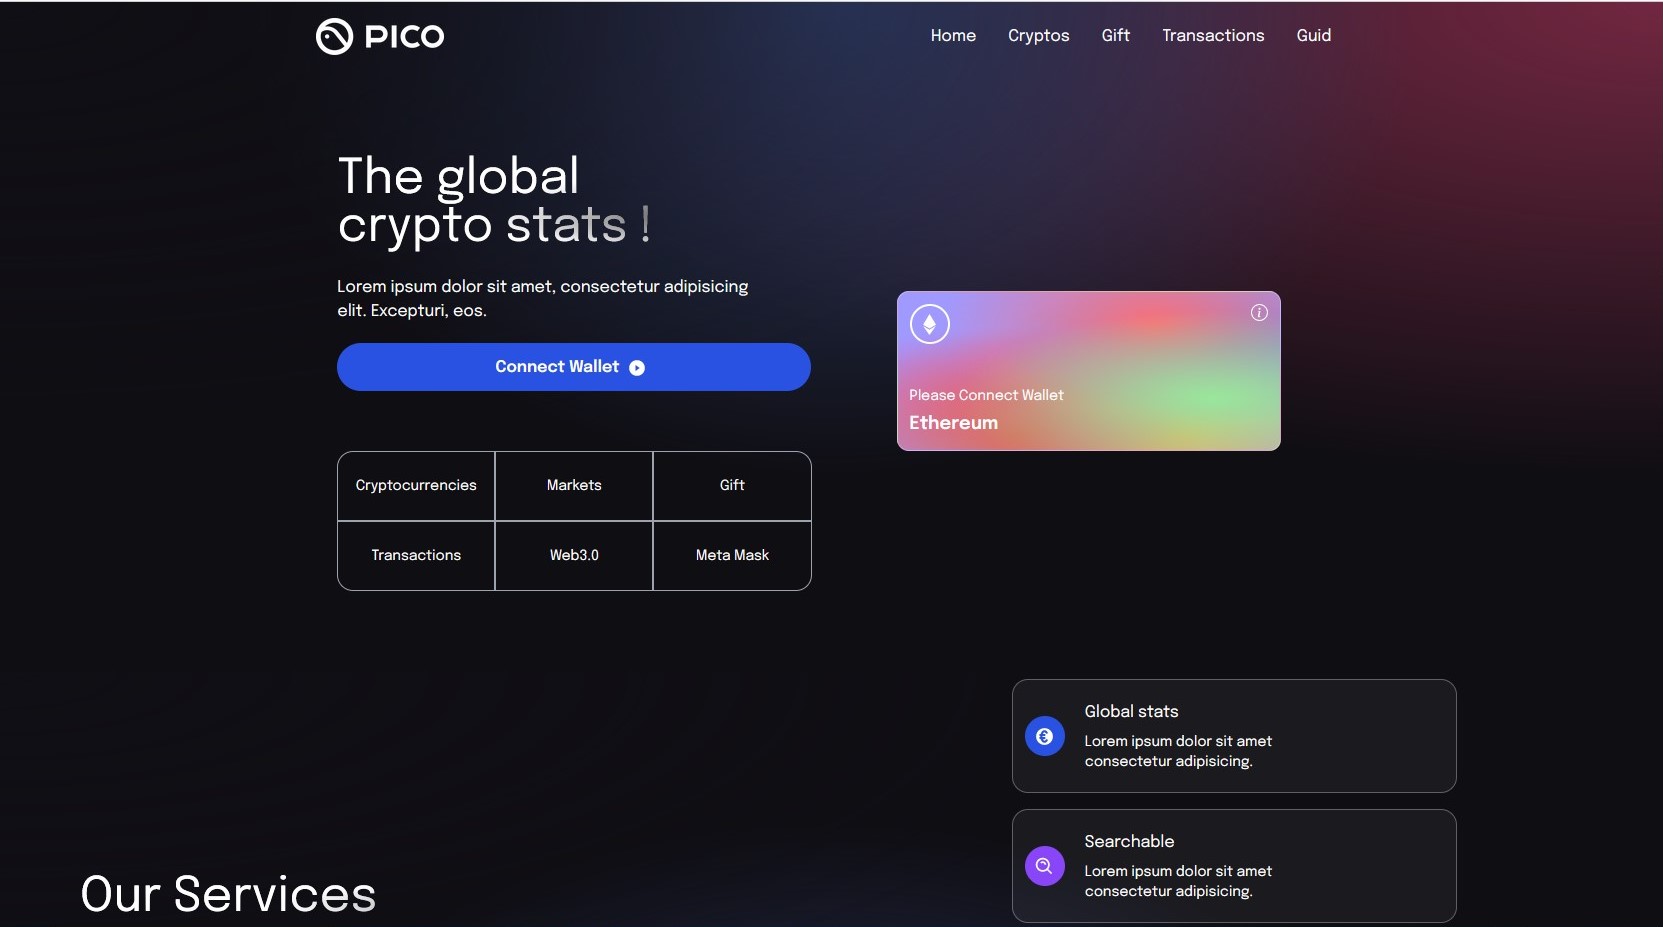 PICO
Home Cryptos Gift Transactions Guid
The global
crypto stats !
Lorem ipsum dolor sit amet, consectetur adipisicing
elit. Excepturi, eos.
Connect Wallet
Please Connect Wallet
Ethereum
Cryptocurrencies Markets Gift
Transactions Web3.0 Meta Mask
Global stats
Lorem ipsum dolor sit amet
consectetur adipisicing.
Searchable
Lorem ipsum dolor sit amet
consectetur adipisicing.
Our Services